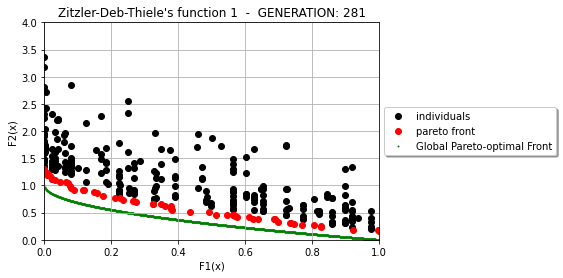 Zitzler-Deb-Thiele's function 1 - GENERATION: 281
4.0
3.5
3.0
2.5
2.0
1.5
1.0
0.5
0.0
F2(x)
0.0 0.2 0.4 0.6 0.8 1.0
F1(x)
individuals
pareto front
Global Pareto-optimal Front